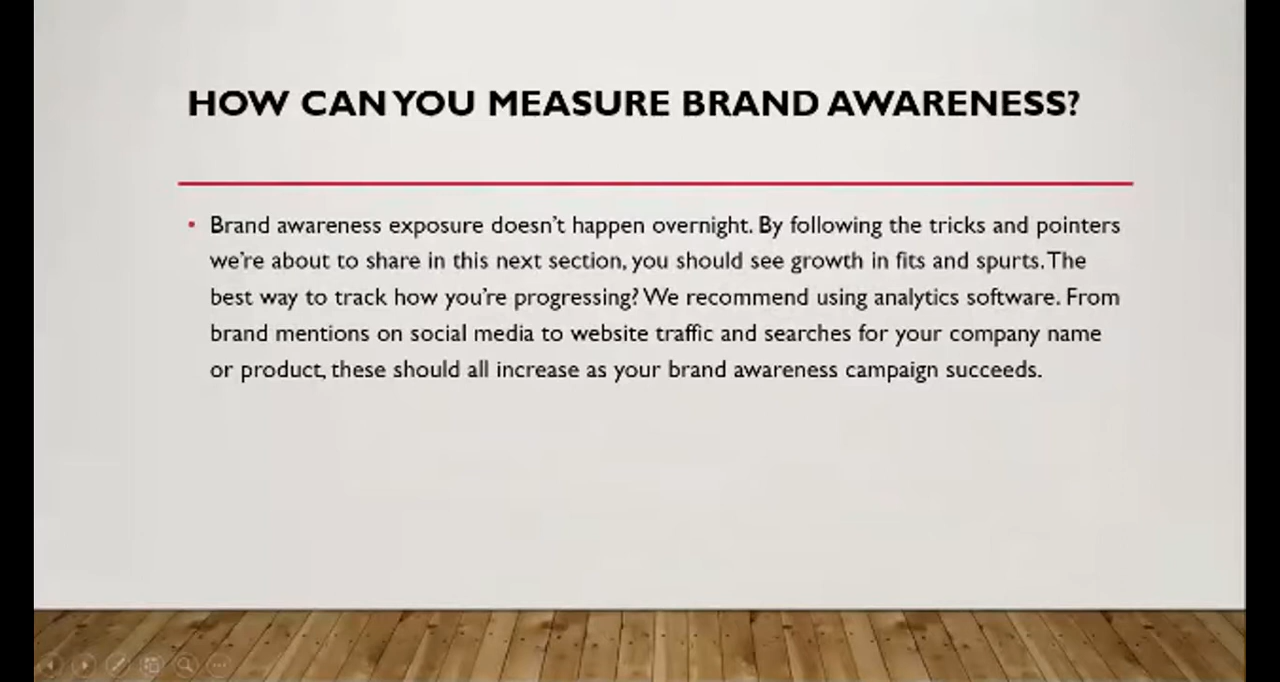 HOW CAN YOU MEASURE BRAND AWARENESS?
• Brand awareness exposure doesn't happen overnight. By following the tricks and pointers
we're about to share in this next section, you should see growth in fits and spurts. The
best way to track how you're progressing? We recommend using analytics software. From
brand mentions on social media to website traffic and searches for your company name
or product, these should all increase as your brand awareness campaign succeeds.